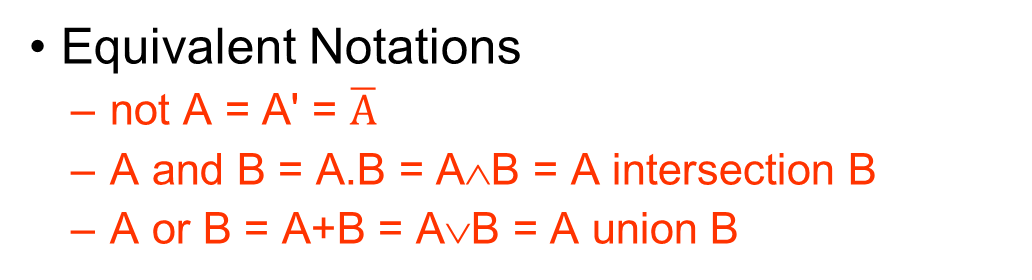 • Equivalent Notations
– not A = A' = A̅
– A and B = A.B = A∧B = A intersection B
– A or B = A+B = A∨B = A union B